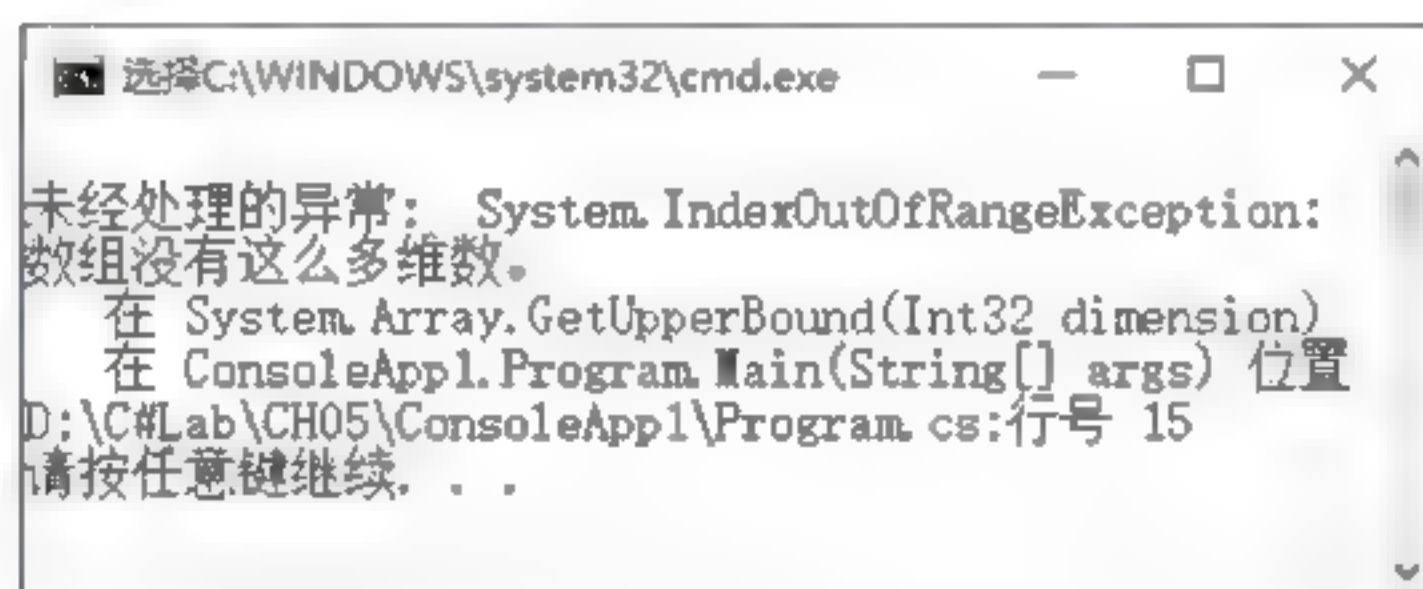 选择C:\WINDOWS\system32\cmd.exe
未经处理的异常: System.IndexOutOfRangeException:
数组没有这么多维数。
在 System.Array.GetUpperBound(Int32 dimension)
在 ConsoleApp1.Program.Main(String[] args) 位置
D:\C#Lab\CH05\ConsoleApp1\Program.cs:行号 15
请按任意键继续. . .